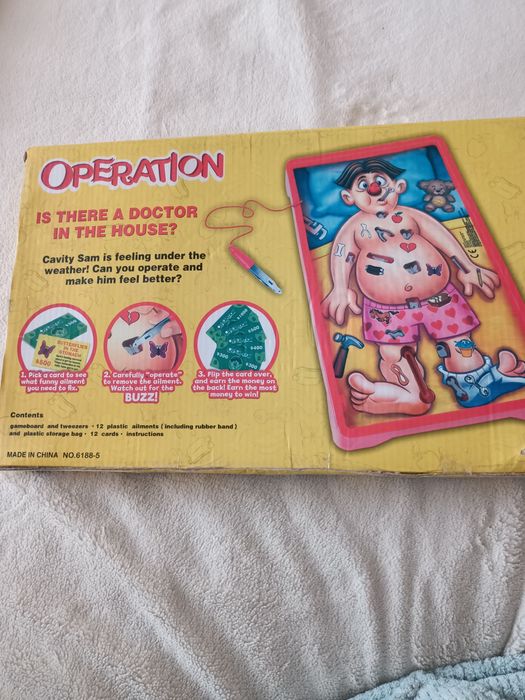 OPERATION
IS THERE A DOCTOR
IN THE HOUSE?
Cavity Sam is feeling under the
weather! Can you operate and
make him feel better?
BUTTERFLIES IN THE STOMACH
$600
1. Pick a card to see
what funny ailment
you need to fix.
2. Carefully "operate"
to remove the ailment.
Watch out for the
BUZZ!
3. Flip the card over,
and earn the money on
the back! Earn the most
money to win!
Contents
gameboard and tweezers · 12 plastic ailments (including rubber band)
and plastic storage bag · 12 cards · instructions
MADE IN CHINA NO.6188-5